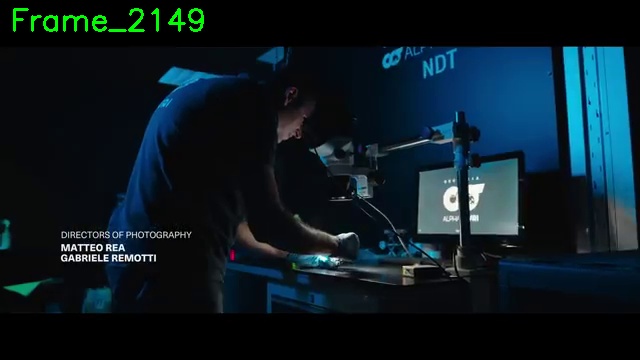 Frame_2149
NDT
DIRECTORS OF PHOTOGRAPHY
MATTEO REA
GABRIELE REMOTTI